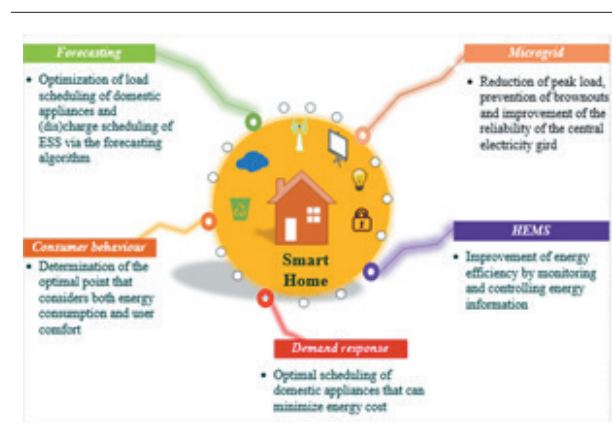 Forecasting
• Optimization of load
scheduling of domestic
appliances and
(dis)charge scheduling of
ESS via the forecasting
algorithm
Microgrid
• Reduction of peak load,
prevention of brownouts
and improvement of the
reliability of the central
electricity gird
Smart
Home
Consumer behaviour
• Determination of the
optimal point that
considers both energy
consumption and user
comfort
HEMS
• Improvement of energy
efficiency by monitoring
and controlling energy
information
Demand response
• Optimal scheduling of
domestic appliances that can
minimize energy cost